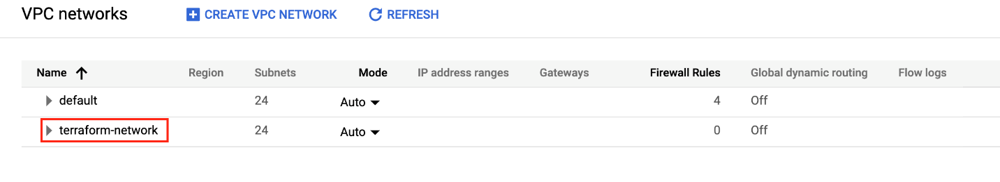 VPC networks CREATE VPC NETWORK REFRESH
Name Region Subnets Mode IP address ranges Gateways Firewall Rules Global dynamic routing Flow logs
default 24 Auto 4 Off
terraform-network 24 Auto 0 Off